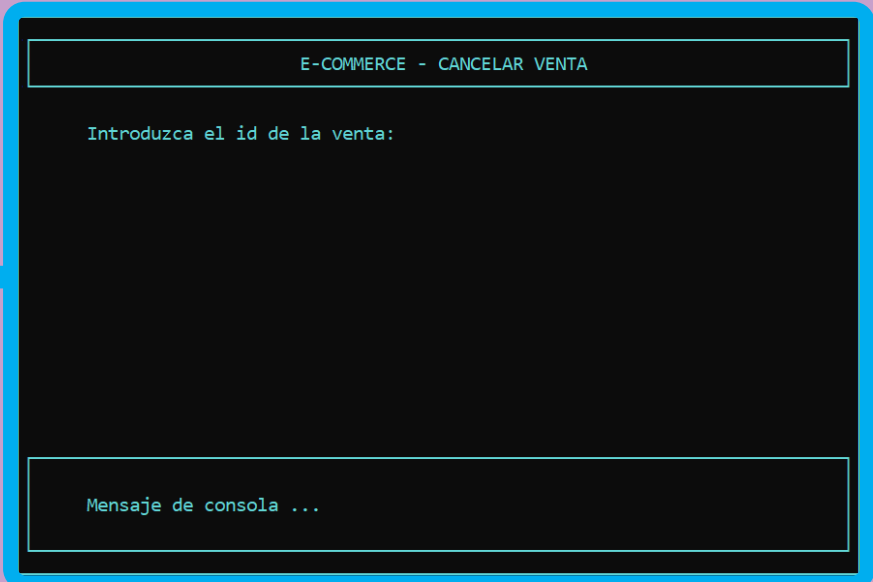 E-COMMERCE - CANCELAR VENTA
Introduzca el id de la venta:
Mensaje de consola ...